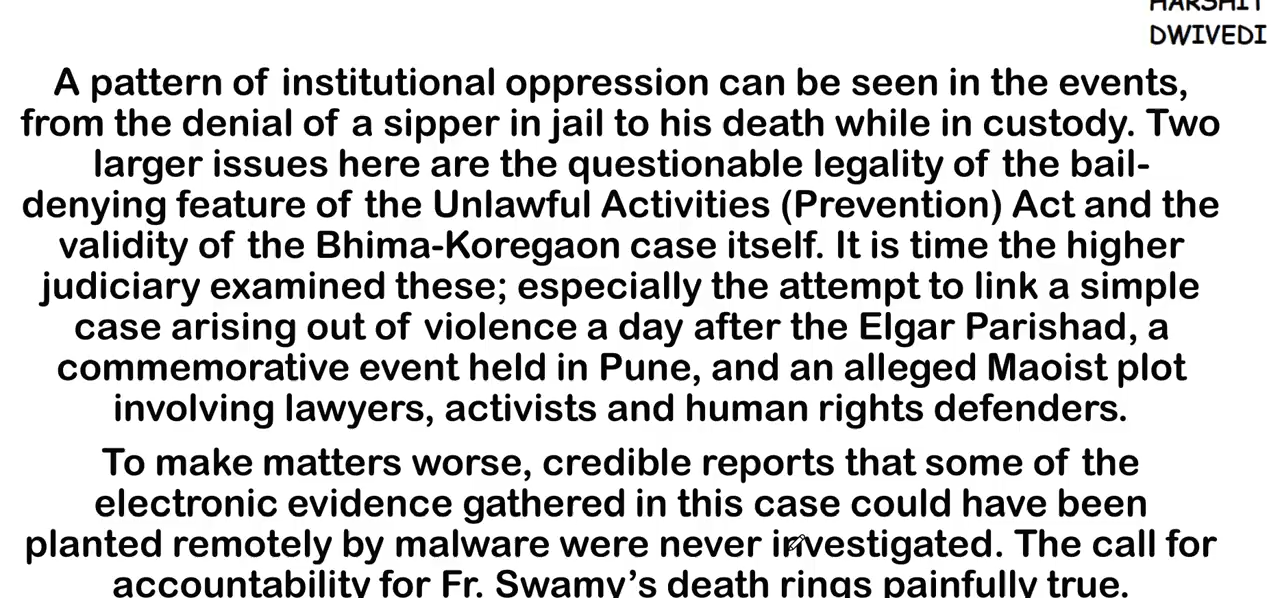 HARSHIT
DWIVEDI
A pattern of institutional oppression can be seen in the events,
from the denial of a sipper in jail to his death while in custody. Two
larger issues here are the questionable legality of the bail-
denying feature of the Unlawful Activities (Prevention) Act and the
validity of the Bhima-Koregaon case itself. It is time the higher
judiciary examined these; especially the attempt to link a simple
case arising out of violence a day after the Elgar Parishad, a
commemorative event held in Pune, and an alleged Maoist plot
involving lawyers, activists and human rights defenders.
To make matters worse, credible reports that some of the
electronic evidence gathered in this case could have been
planted remotely by malware were never investigated. The call for
accountability for Fr. Swamy’s death rings painfully true.